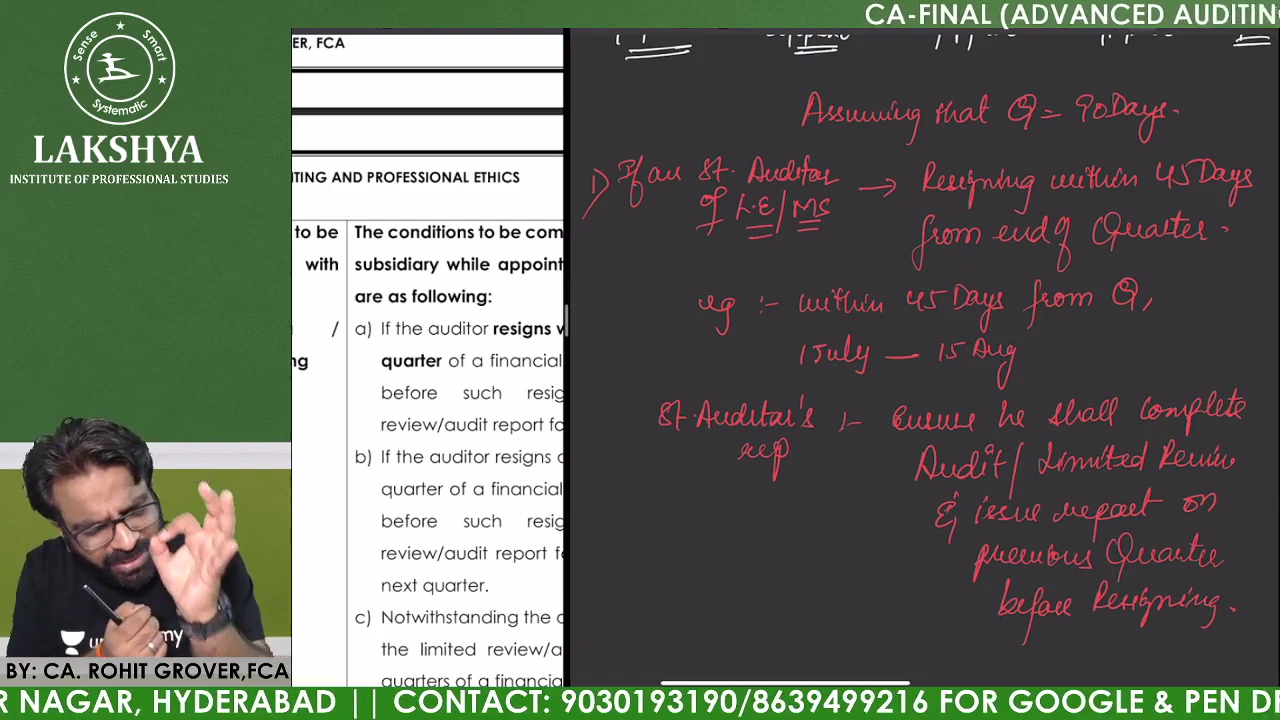 CA-FINAL (ADVANCED AUDITIN
Sense
Smart
Systematic
LAKSHYA
INSTITUTE OF PROFESSIONAL STUDIES
ER, FCA
TING AND PROFESSIONAL ETHICS
to be
with
/
ng
The conditions to be com
subsidiary while appoint
are as following:
a) If the auditor resigns w
quarter of a financial
before such resig
review/audit report fo
b) If the auditor resigns a
quarter of a financial
before such resig
review/audit report fo
next quarter.
c) Notwithstanding the a
the limited review/a
quarters of a financia
Assuming that Q = 90 Days.
1) If an St. Auditor → Resigning within 45 Days
of L.E/MS from end of Quarter.
eg :- within 45 Days from Q1
1 July — 15 Aug
St. Auditor's :- Ensure he shall complete
resp Audit/ Limited Review
& issue report on
previous Quarter
before Resigning.
BY: CA. ROHIT GROVER,FCA
R NAGAR, HYDERABAD || CONTACT: 9030193190/8639499216 FOR GOOGLE & PEN DE